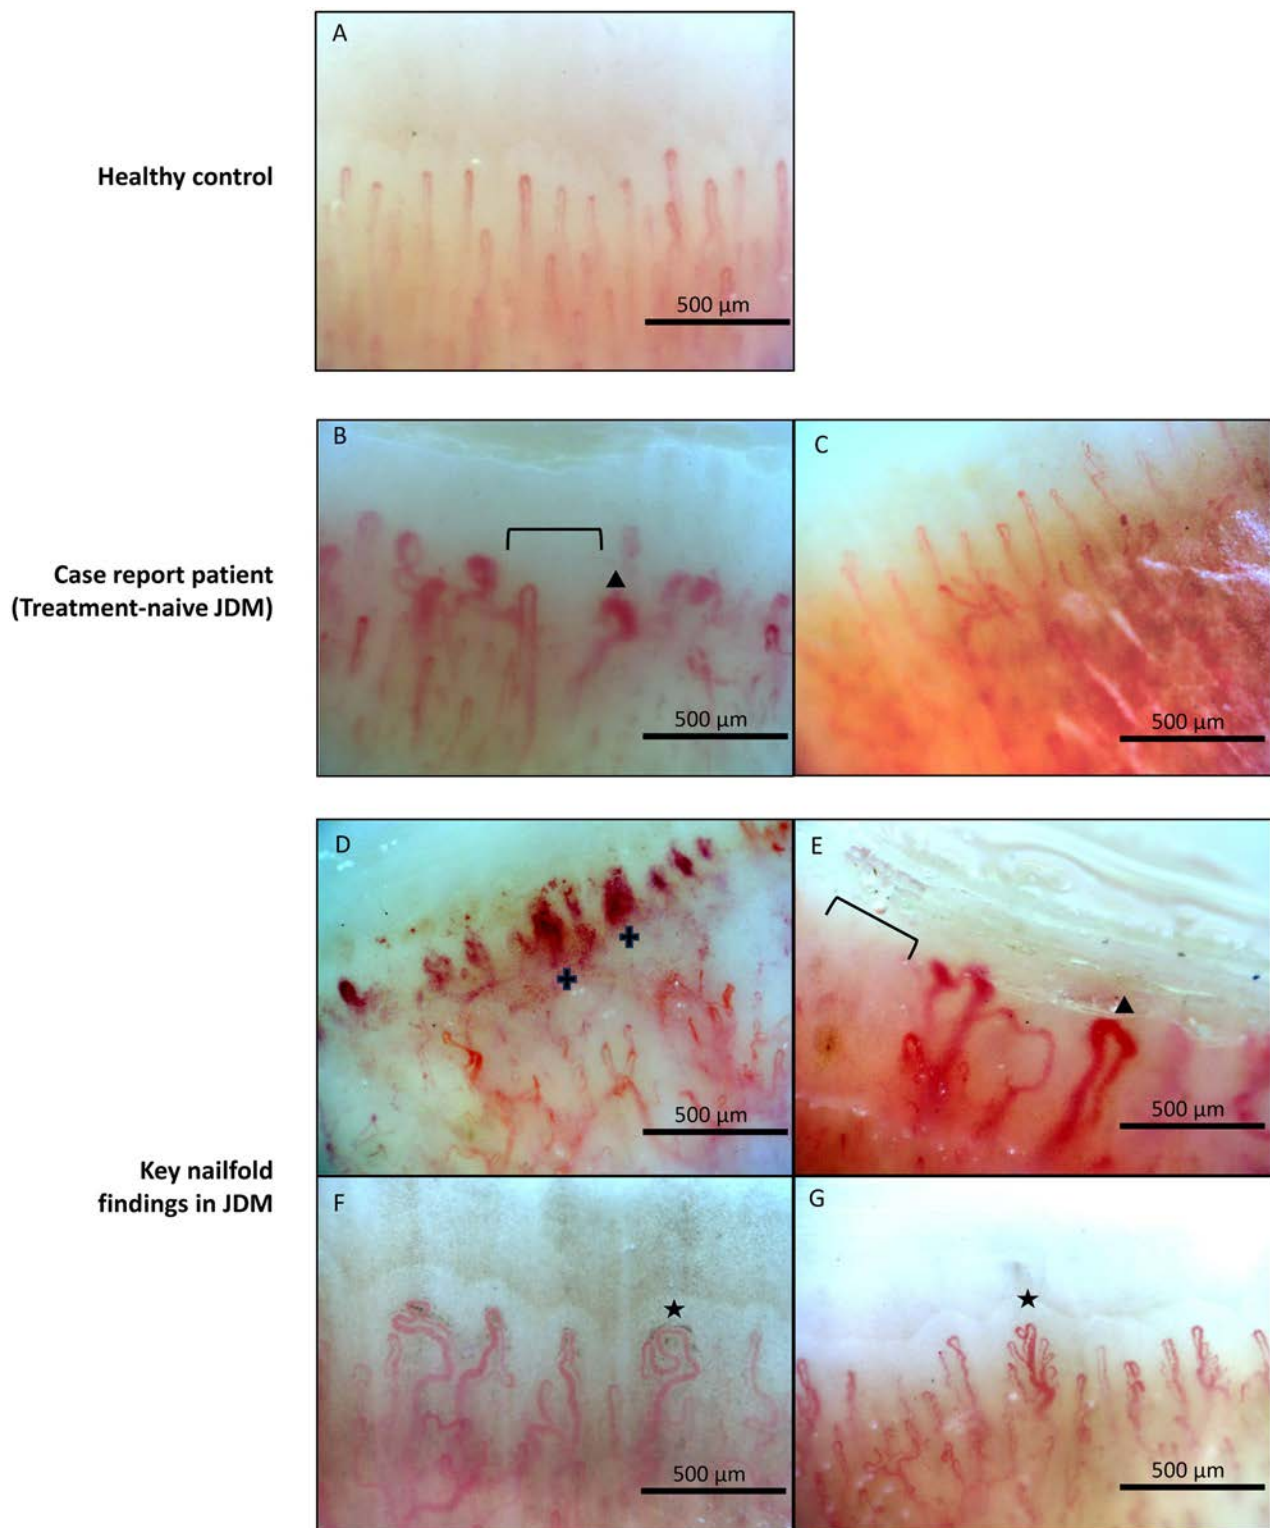 A
Healthy control
500 µm
B
C
Case report patient
(Treatment-naive JDM)
500 µm
500 µm
D
E
500 µm
500 µm
Key nailfold
findings in JDM
F
G
500 µm
500 µm